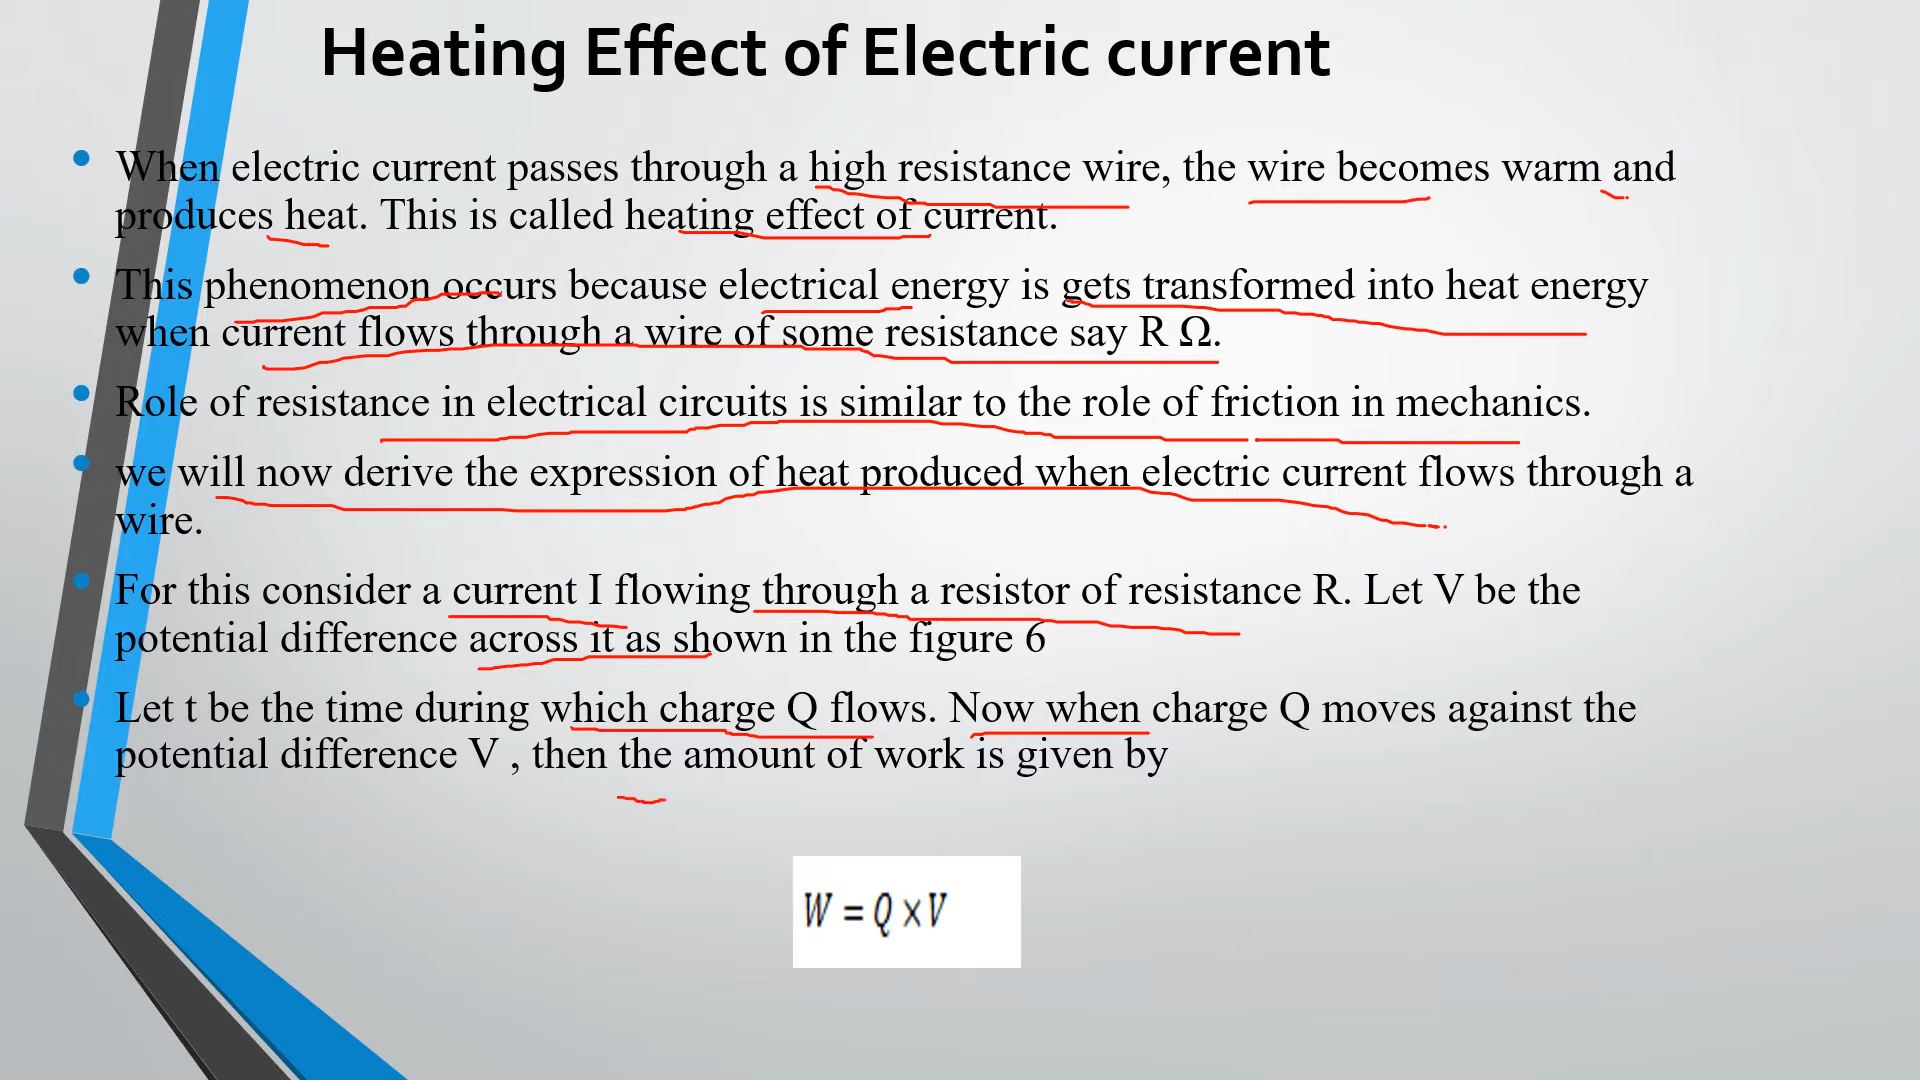 Heating Effect of Electric current
• When electric current passes through a high resistance wire, the wire becomes warm and
produces heat. This is called heating effect of current.
• This phenomenon occurs because electrical energy is gets transformed into heat energy
when current flows through a wire of some resistance say R Ω.
• Role of resistance in electrical circuits is similar to the role of friction in mechanics.
• we will now derive the expression of heat produced when electric current flows through a
wire.
• For this consider a current I flowing through a resistor of resistance R. Let V be the
potential difference across it as shown in the figure 6
• Let t be the time during which charge Q flows. Now when charge Q moves against the
potential difference V , then the amount of work is given by
W = Q × V